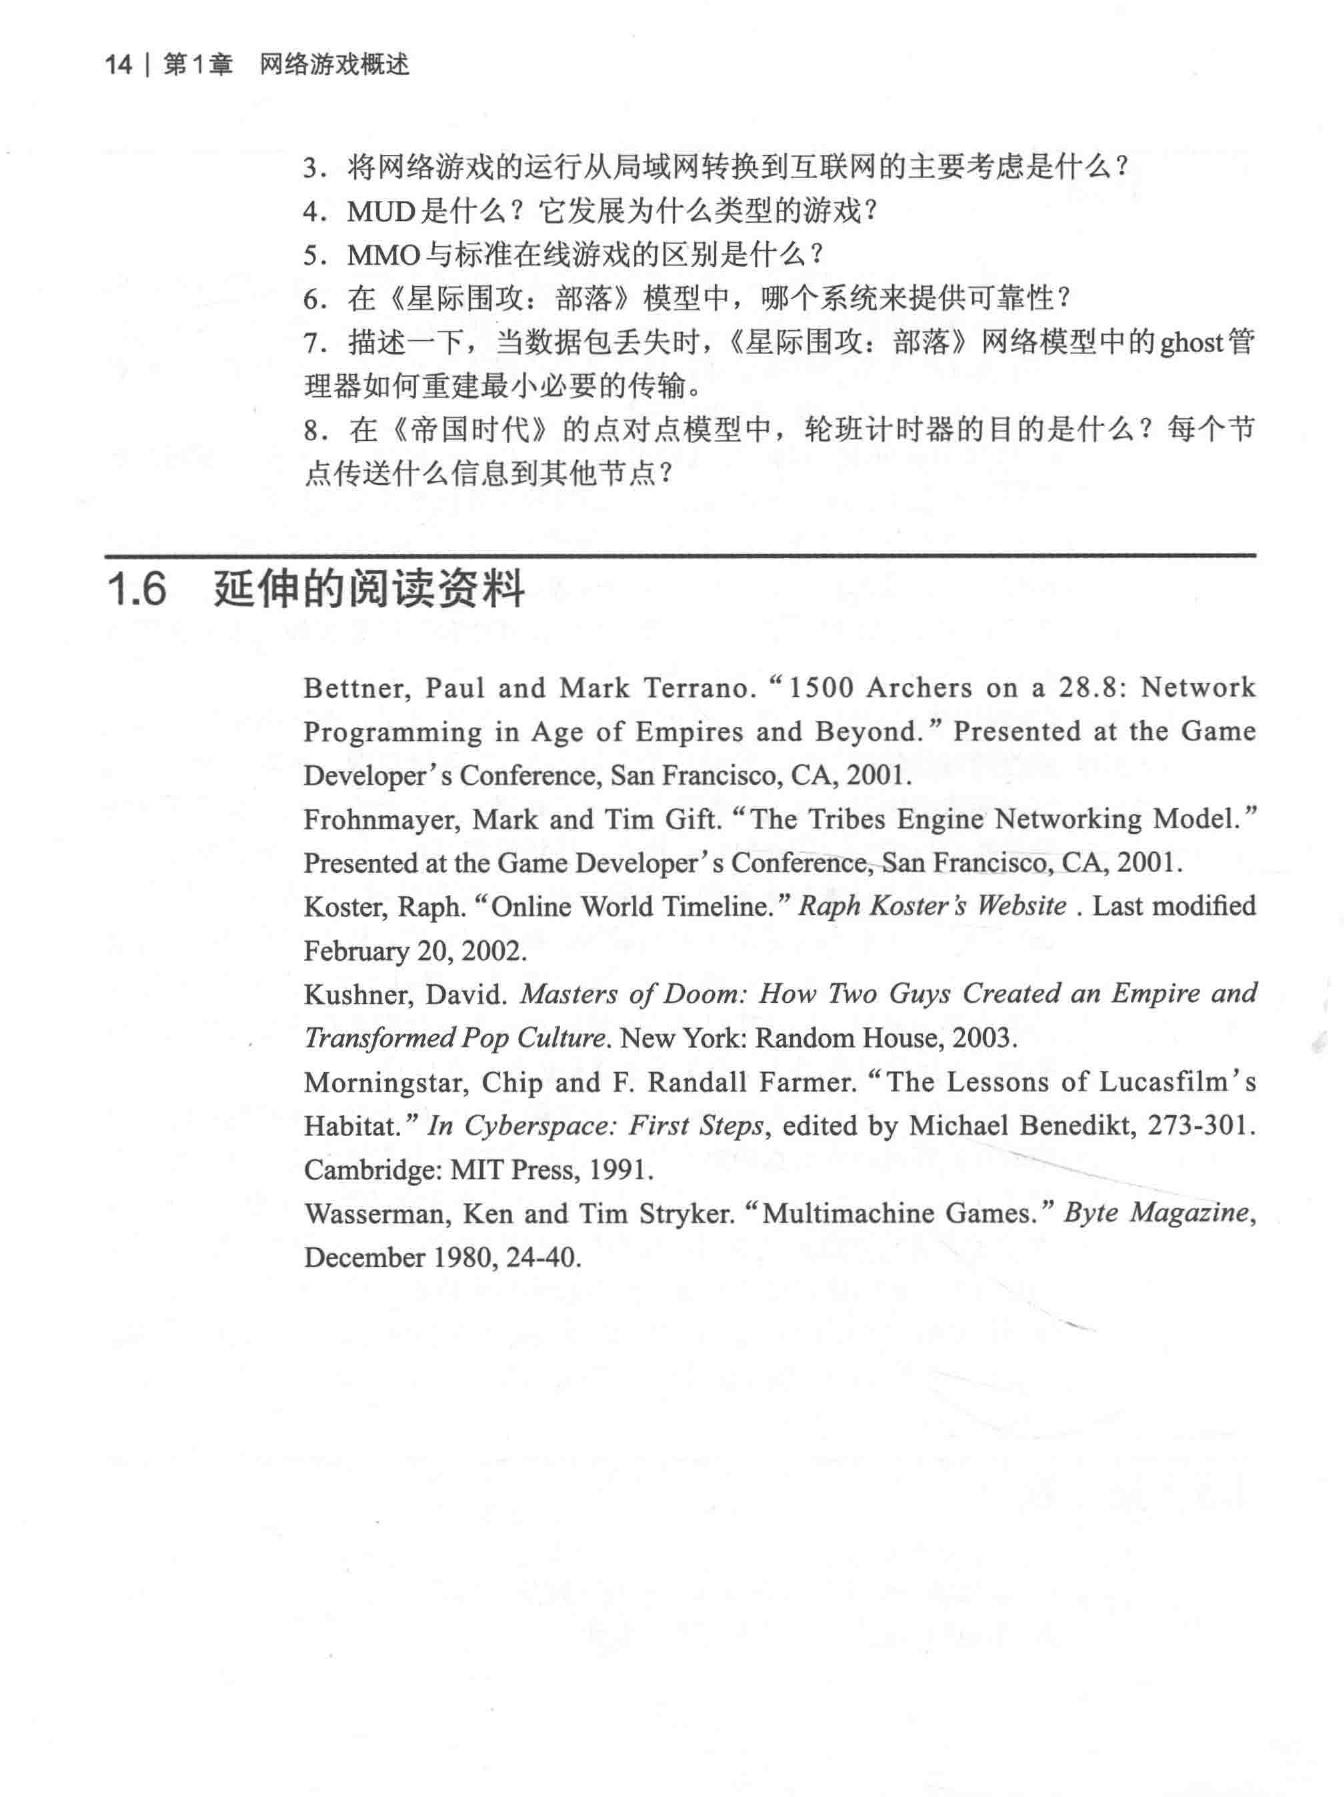 14 | 第1章 网络游戏概述
3．将网络游戏的运行从局域网转换到互联网的主要考虑是什么？
4．MUD是什么？它发展为什么类型的游戏？
5．MMO与标准在线游戏的区别是什么？
6．在《星际围攻：部落》模型中，哪个系统来提供可靠性？
7．描述一下，当数据包丢失时，《星际围攻：部落》网络模型中的ghost管
理器如何重建最小必要的传输。
8．在《帝国时代》的点对点模型中，轮班计时器的目的是什么？每个节
点传送什么信息到其他节点？
1.6 延伸的阅读资料
Bettner, Paul and Mark Terrano. “1500 Archers on a 28.8: Network
Programming in Age of Empires and Beyond.” Presented at the Game
Developer’s Conference, San Francisco, CA, 2001.
Frohnmayer, Mark and Tim Gift. “The Tribes Engine Networking Model.”
Presented at the Game Developer’s Conference, San Francisco, CA, 2001.
Koster, Raph. “Online World Timeline.” Raph Koster’s Website . Last modified
February 20, 2002.
Kushner, David. Masters of Doom: How Two Guys Created an Empire and
Transformed Pop Culture. New York: Random House, 2003.
Morningstar, Chip and F. Randall Farmer. “The Lessons of Lucasfilm’s
Habitat.” In Cyberspace: First Steps, edited by Michael Benedikt, 273-301.
Cambridge: MIT Press, 1991.
Wasserman, Ken and Tim Stryker. “Multimachine Games.” Byte Magazine,
December 1980, 24-40.